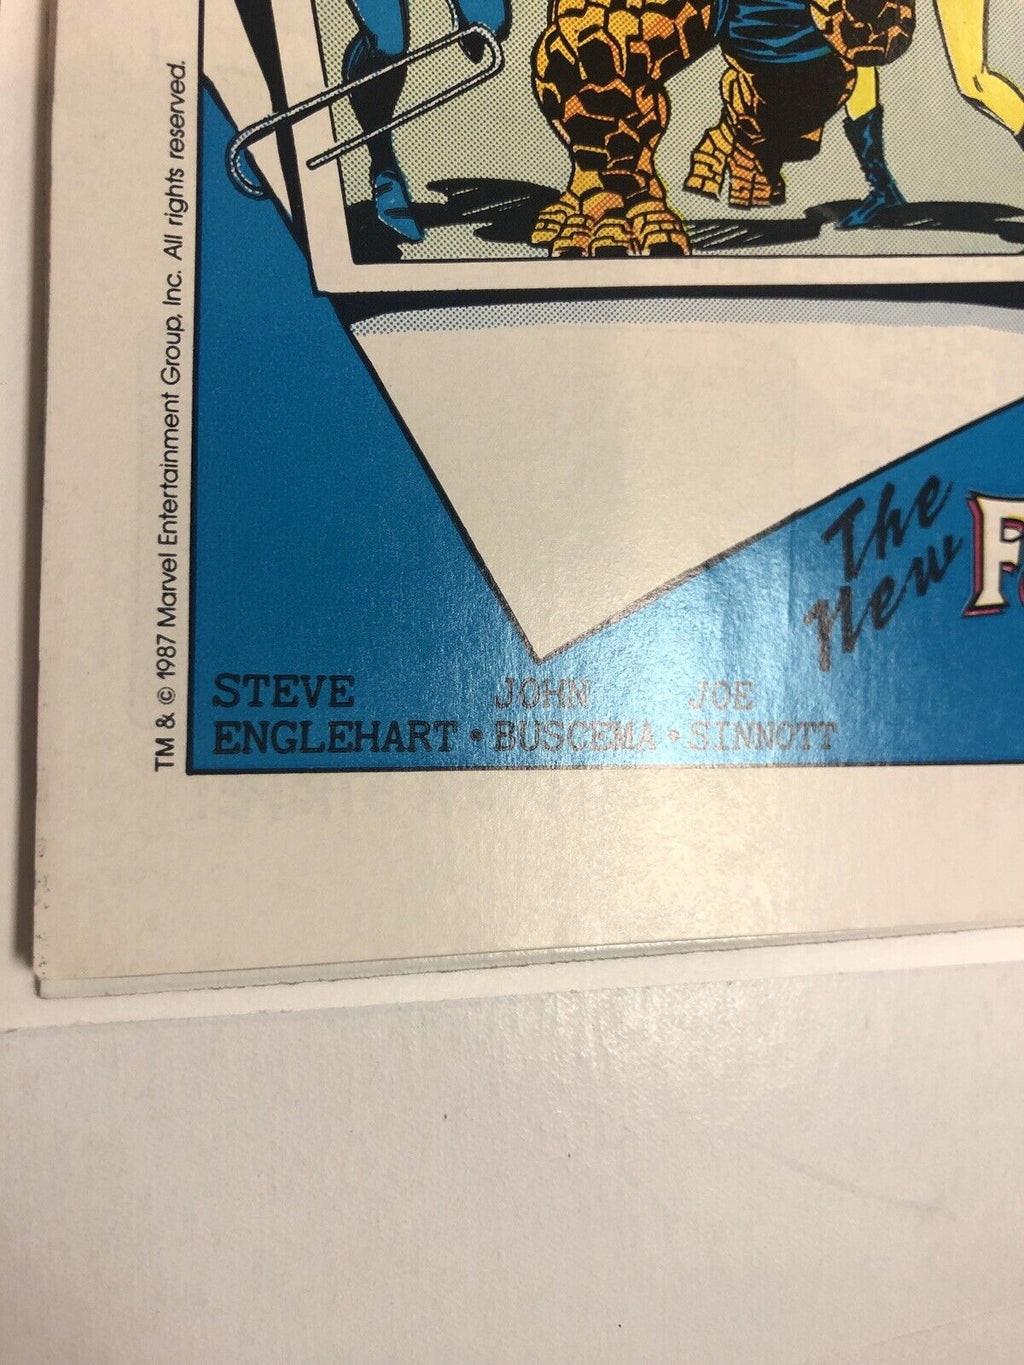 TM & © 1987 Marvel Entertainment Group, Inc. All rights reserved.
The
New
STEVE
ENGLEHART • JOHN
BUSCEMA • JOE
SINNOTT